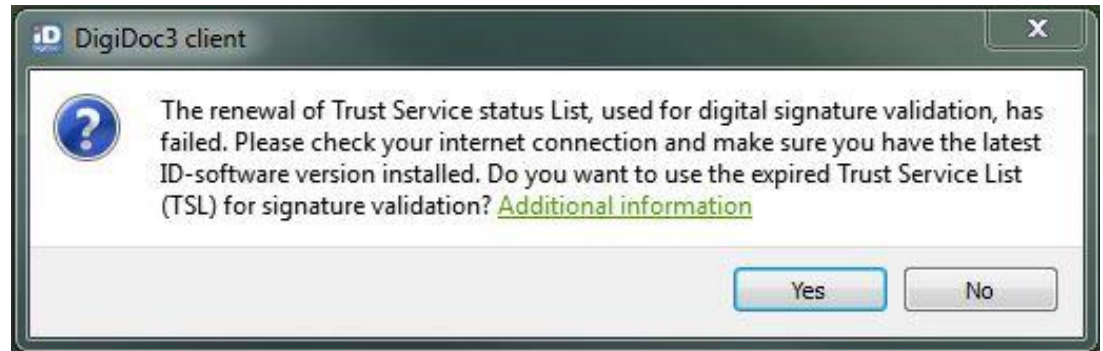 DigiDoc3 client
The renewal of Trust Service status List, used for digital signature validation, has
failed. Please check your internet connection and make sure you have the latest
ID-software version installed. Do you want to use the expired Trust Service List
(TSL) for signature validation? Additional information
Yes No